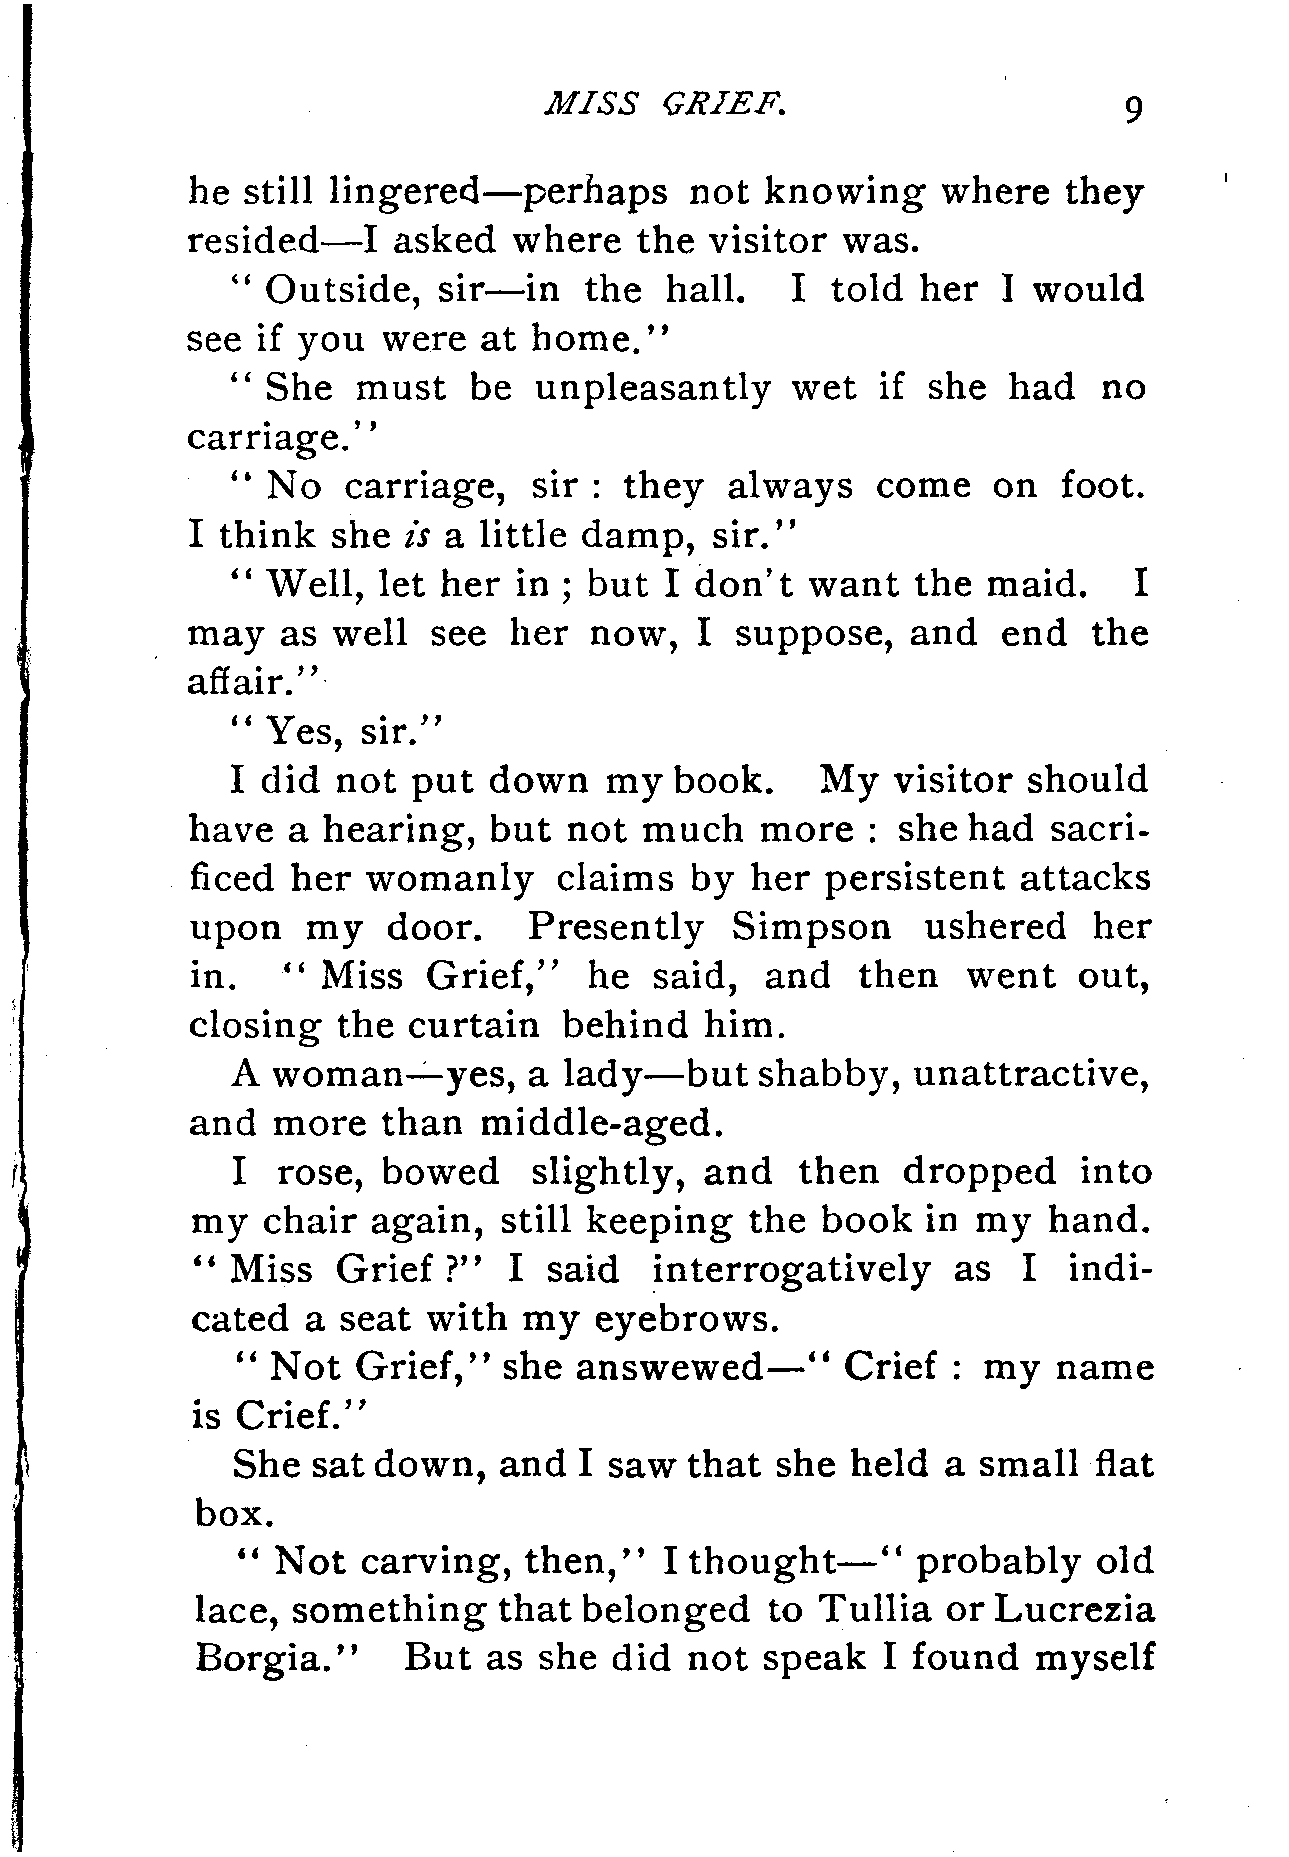 MISS GRIEF. 9
he still lingered—perhaps not knowing where they
resided—I asked where the visitor was.
“ Outside, sir—in the hall. I told her I would
see if you were at home.”
“ She must be unpleasantly wet if she had no
carriage.”
“ No carriage, sir : they always come on foot.
I think she is a little damp, sir.”
“ Well, let her in ; but I don’t want the maid. I
may as well see her now, I suppose, and end the
affair.”
“ Yes, sir.”
I did not put down my book. My visitor should
have a hearing, but not much more : she had sacri-
ficed her womanly claims by her persistent attacks
upon my door. Presently Simpson ushered her
in. “ Miss Grief,” he said, and then went out,
closing the curtain behind him.
A woman—yes, a lady—but shabby, unattractive,
and more than middle-aged.
I rose, bowed slightly, and then dropped into
my chair again, still keeping the book in my hand.
“ Miss Grief ?” I said interrogatively as I indi-
cated a seat with my eyebrows.
“ Not Grief,” she answewed—“ Crief : my name
is Crief.”
She sat down, and I saw that she held a small flat
box.
“ Not carving, then,” I thought—“ probably old
lace, something that belonged to Tullia or Lucrezia
Borgia.” But as she did not speak I found myself